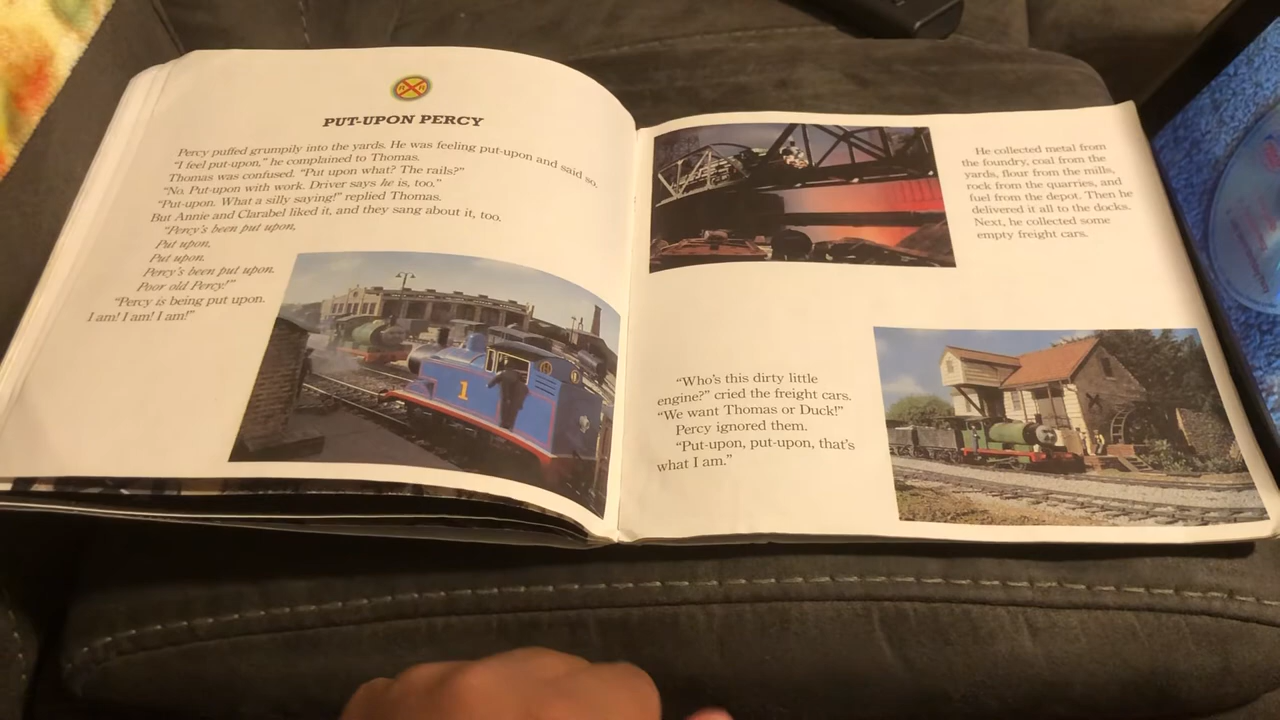 PUT-UPON PERCY
Percy puffed grumpily into the yards. He was feeling put-upon and said so.
"I feel put-upon," he complained to Thomas.
Thomas was confused. "Put upon what? The rails?"
"No. Put-upon with work. Driver says he is, too."
"Put-upon. What a silly saying!" replied Thomas.
But Annie and Clarabel liked it, and they sang about it, too.
"Percy's been put upon,
Put upon,
Put upon.
Percy's been put upon.
Poor old Percy!"
"Percy is being put upon.
I am! I am! I am!"
1
He collected metal from
the foundry, coal from the
yards, flour from the mills,
rock from the quarries, and
fuel from the depot. Then he
delivered it all to the docks.
Next, he collected some
empty freight cars.
"Who's this dirty little
engine?" cried the freight cars.
"We want Thomas or Duck!"
Percy ignored them.
"Put-upon, put-upon, that's
what I am."